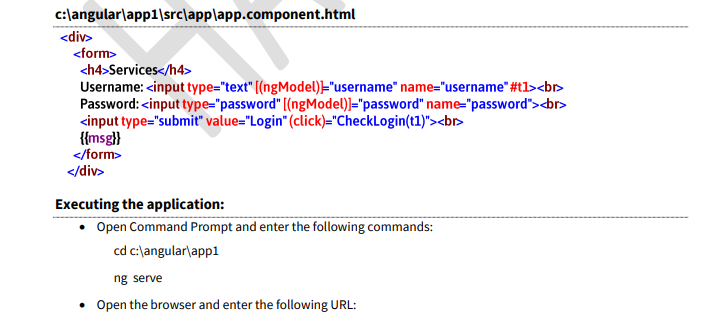 c:\angular\app1\src\app\app.component.html
<div>
<form>
<h4>Services</h4>
Username: <input type="text" [(ngModel)]="username" name="username" #t1><br>
Password: <input type="password" [(ngModel)]="password" name="password"><br>
<input type="submit" value="Login" (click)="CheckLogin(t1)"><br>
{{msg}}
</form>
</div>
Executing the application:
• Open Command Prompt and enter the following commands:
cd c:\angular\app1
ng serve
• Open the browser and enter the following URL: